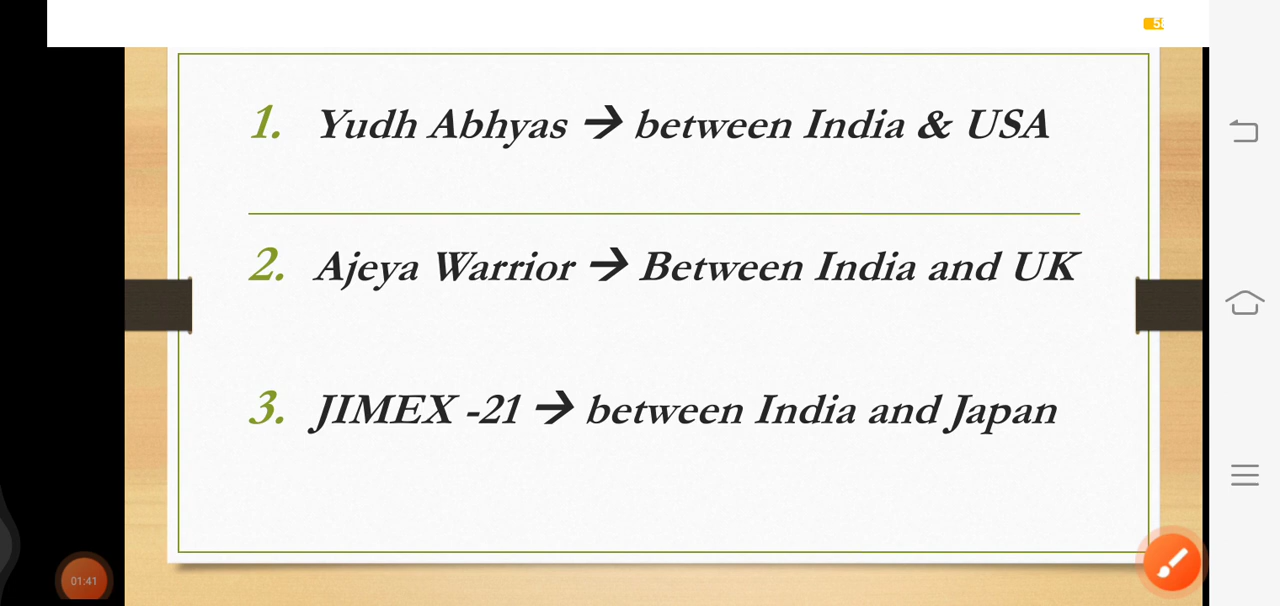 1. Yudh Abhyas → between India & USA
2. Ajeya Warrior → Between India and UK
3. JIMEX -21 → between India and Japan
01:41